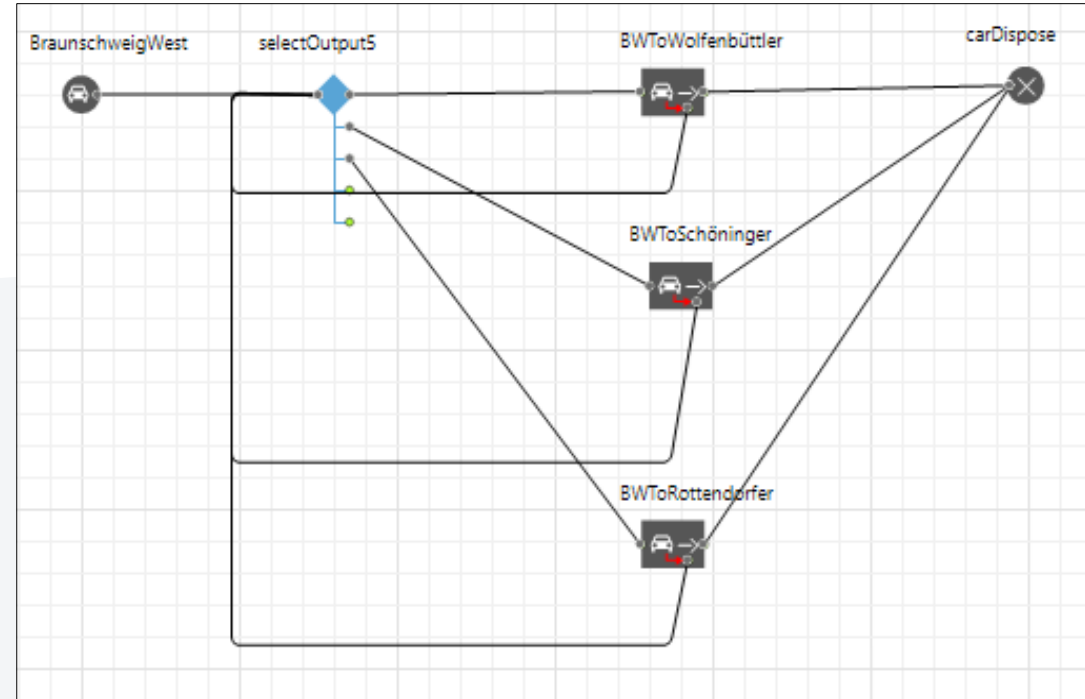 BraunschweigWest
selectOutput5
BWToWolfenbüttler
carDispose
BWToSchöninger
BWToRottendorfer